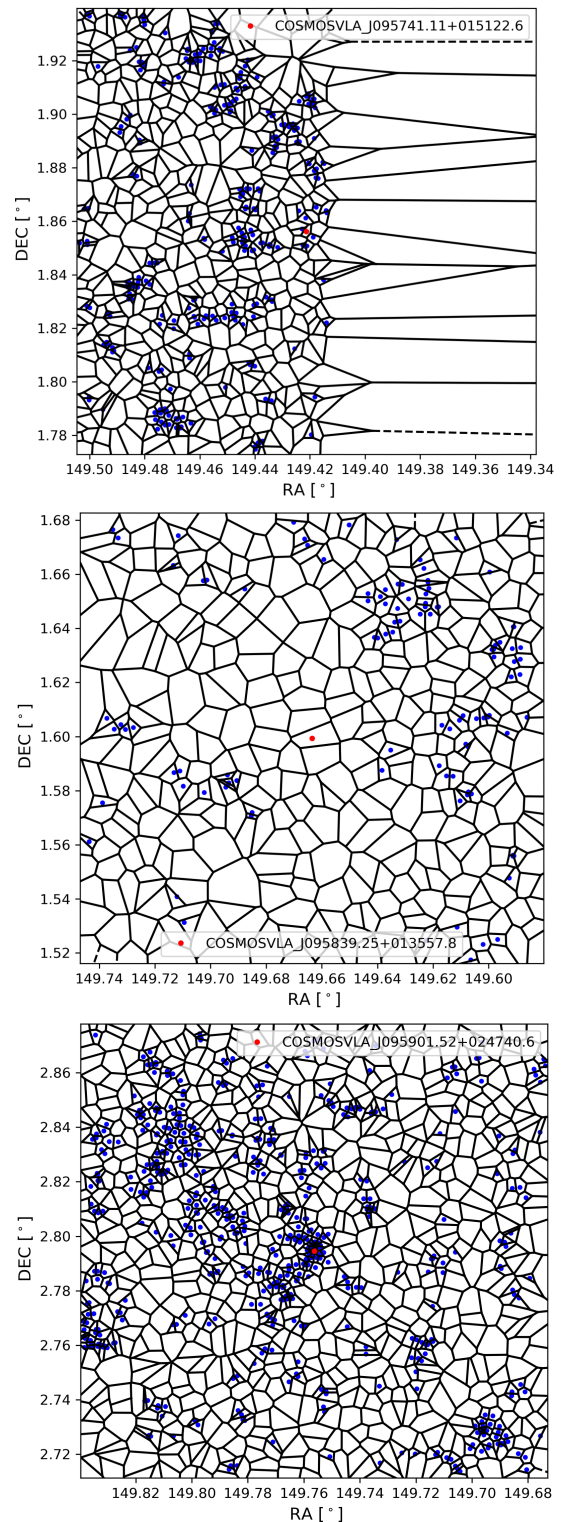 COSMOSVLA_J095741.11+015122.6
1.92
1.90
1.88
1.86
1.84
1.82
1.80
1.78
DEC [°]
149.50 149.48 149.46 149.44 149.42 149.40 149.38 149.36 149.34
RA [°]
1.68
1.66
1.64
1.62
1.60
1.58
1.56
1.54
1.52
DEC [°]
COSMOSVLA_J095839.25+013557.8
149.74 149.72 149.70 149.68 149.66 149.64 149.62 149.60
RA [°]
COSMOSVLA_J095901.52+024740.6
2.86
2.84
2.82
2.80
2.78
2.76
2.74
2.72
DEC [°]
149.82 149.80 149.78 149.76 149.74 149.72 149.70 149.68
RA [°]